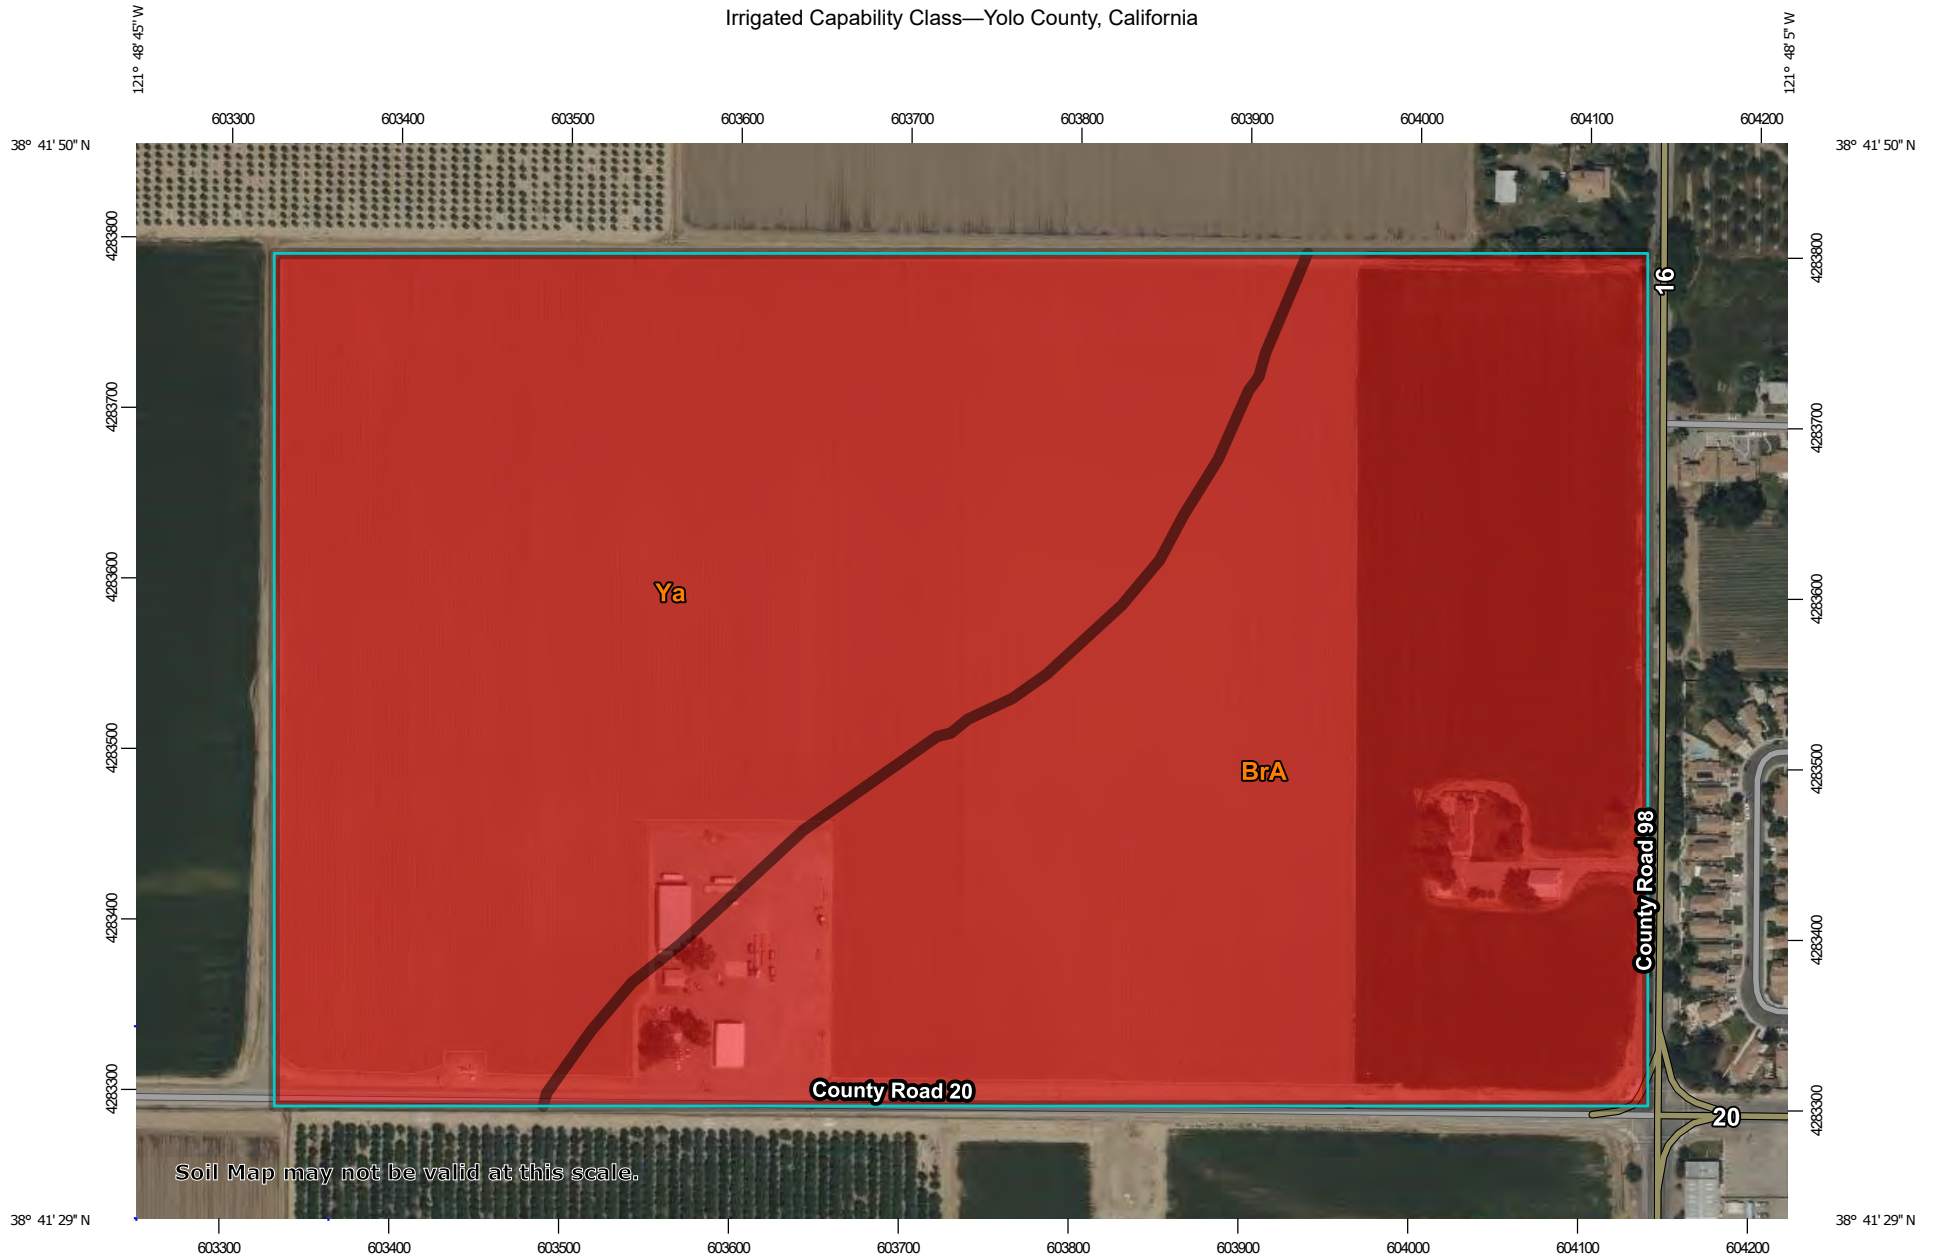 Irrigated Capability Class—Yolo County, California
121° 48' 45" W
121° 48' 5" W
603300 603400 603500 603600 603700 603800 603900 604000 604100 604200
38° 41' 50" N
38° 41' 50" N
4283800
4283800
16
4283700
4283700
4283600
4283600
Ya
4283500
4283500
BrA
County Road 98
4283400
4283400
4283300
4283300
County Road 20
20
Soil Map may not be valid at this scale.
38° 41' 29" N
38° 41' 29" N
603300 603400 603500 603600 603700 603800 603900 604000 604100 604200